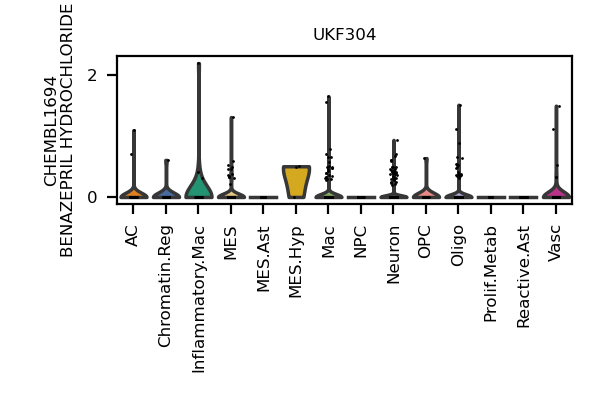 UKF304
CHEMBL1694
BENAZEPRIL HYDROCHLORIDE
2
0
AC
Chromatin.Reg
Inflammatory.Mac
MES
MES.Ast
MES.Hyp
Mac
NPC
Neuron
OPC
Oligo
Prolif.Metab
Reactive.Ast
Vasc